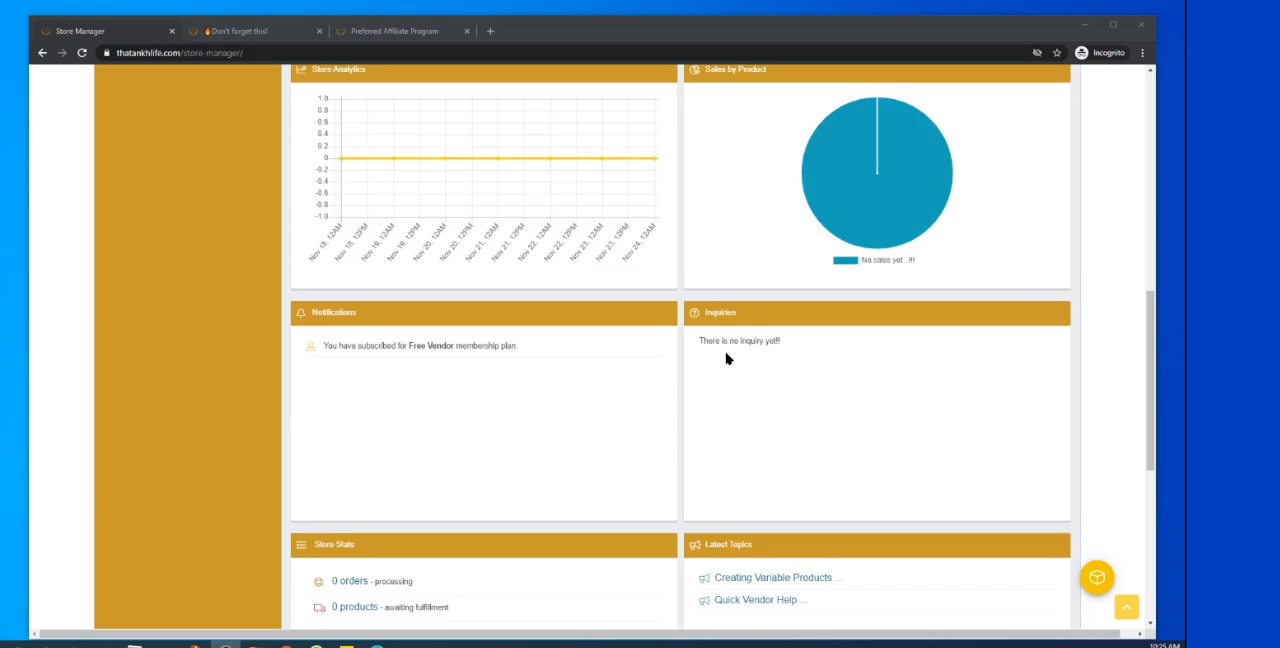 Store Manager
🔥Don't forget this!
Preferred Affiliate Program
thatankhlife.com/store-manager/
Incognito
Store Analytics
Sales by Product
1.0
0.8
0.6
0.4
0.2
0
-0.2
-0.4
-0.6
-0.8
-1.0
Nov 18, 12AM
Nov 18, 12PM
Nov 19, 12AM
Nov 19, 12PM
Nov 20, 12AM
Nov 20, 12PM
Nov 21, 12AM
Nov 21, 12PM
Nov 22, 12AM
Nov 22, 12PM
Nov 23, 12AM
Nov 23, 12PM
Nov 24, 12AM
No sales yet ..!!!
Notifications
Inquiries
You have subscribed for Free Vendor membership plan.
There is no inquiry yet!!!
Store Stats
Latest Topics
0 orders - processing
Creating Variable Products ...
0 products - awaiting fulfillment
Quick Vendor Help ...
10:25 AM